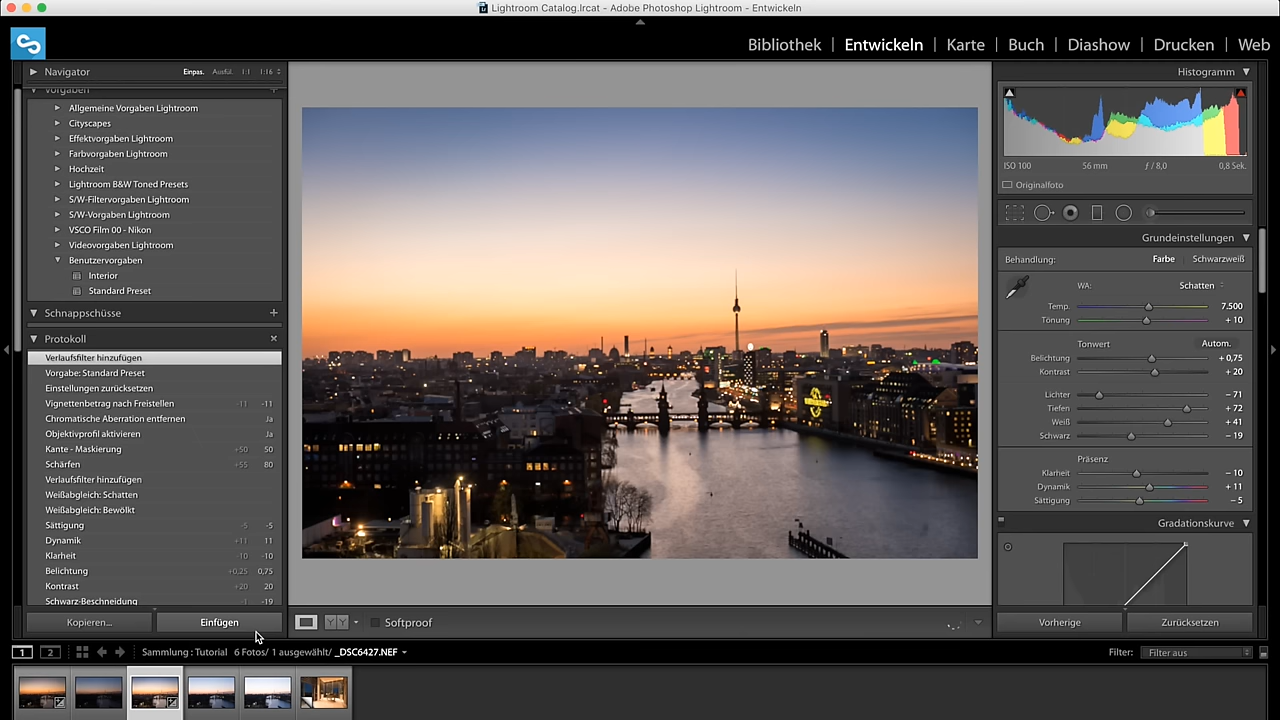 Lightroom Catalog.lrcat - Adobe Photoshop Lightroom - Entwickeln
Bibliothek | Entwickeln | Karte | Buch | Diashow | Drucken | Web
Navigator Einpas. Ausfül. 1:1 1:16
Vorgaben
Allgemeine Vorgaben Lightroom
Cityscapes
Effektvorgaben Lightroom
Farbvorgaben Lightroom
Hochzeit
Lightroom B&W Toned Presets
S/W-Filtervorgaben Lightroom
S/W-Vorgaben Lightroom
VSCO Film 00 - Nikon
Videovorgaben Lightroom
Benutzervorgaben
Interior
Standard Preset
Schnappschüsse
Protokoll
Verlaufsfilter hinzufügen
Vorgabe: Standard Preset
Einstellungen zurücksetzen
Vignettenbetrag nach Freistellen -11 -11
Chromatische Aberration entfernen Ja
Objektivprofil aktivieren Ja
Kante - Maskierung +50 50
Schärfen +55 80
Verlaufsfilter hinzufügen
Weißabgleich: Schatten
Weißabgleich: Bewölkt
Sättigung -5 -5
Dynamik +11 11
Klarheit -10 -10
Belichtung +0,25 0,75
Kontrast +20 20
Schwarz-Beschneidung -1 -19
Kopieren... Einfügen
Softproof
Histogramm
ISO 100 56 mm ƒ / 8,0 0,8 Sek.
Originalfoto
Grundeinstellungen
Behandlung: Farbe Schwarzweiß
WA: Schatten
Temp. 7.500
Tönung + 10
Tonwert Autom.
Belichtung + 0,75
Kontrast + 20
Lichter − 71
Tiefen + 72
Weiß + 41
Schwarz − 19
Präsenz
Klarheit − 10
Dynamik + 11
Sättigung − 5
Gradationskurve
Vorherige Zurücksetzen
1 2 Sammlung : Tutorial 6 Fotos/ 1 ausgewählt/ _DSC6427.NEF Filter: Filter aus